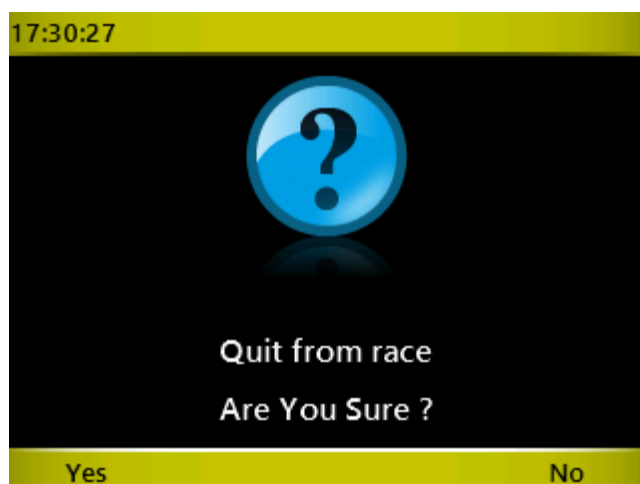 17:30:27
?
Quit from race
Are You Sure ?
Yes No